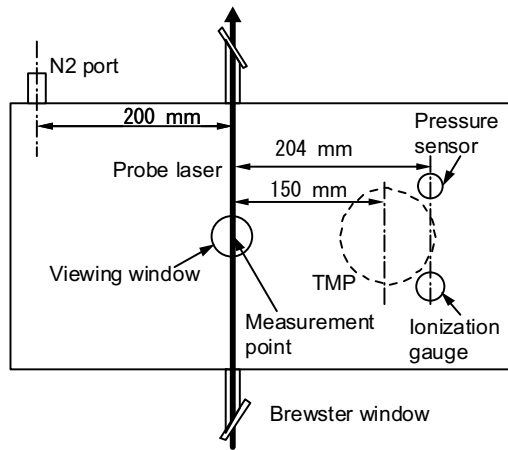 N2 port
200 mm
Pressure
sensor
Probe laser
204 mm
150 mm
Viewing window
TMP
Measurement
point
Ionization
gauge
Brewster window